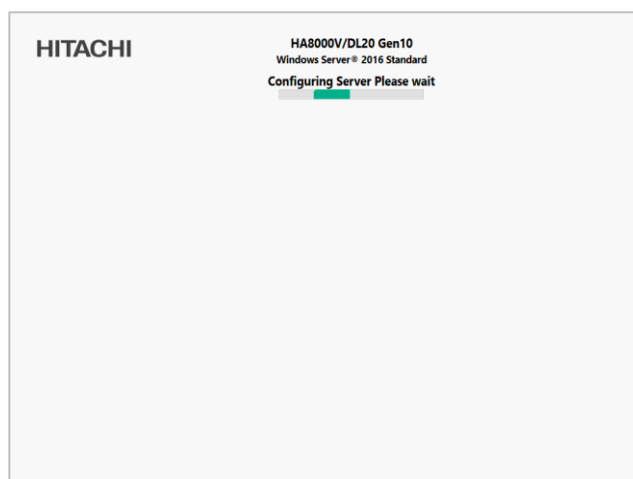 HITACHI
HA8000V/DL20 Gen10
Windows Server® 2016 Standard
Configuring Server Please wait